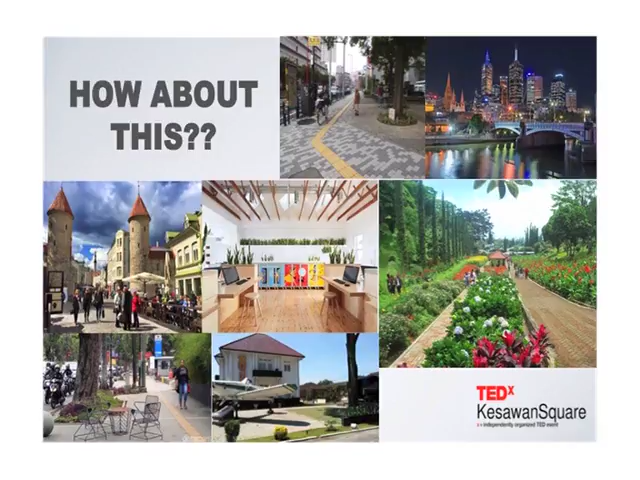 HOW ABOUT
THIS??
TEDx
KesawanSquare
x = independently organized TED event